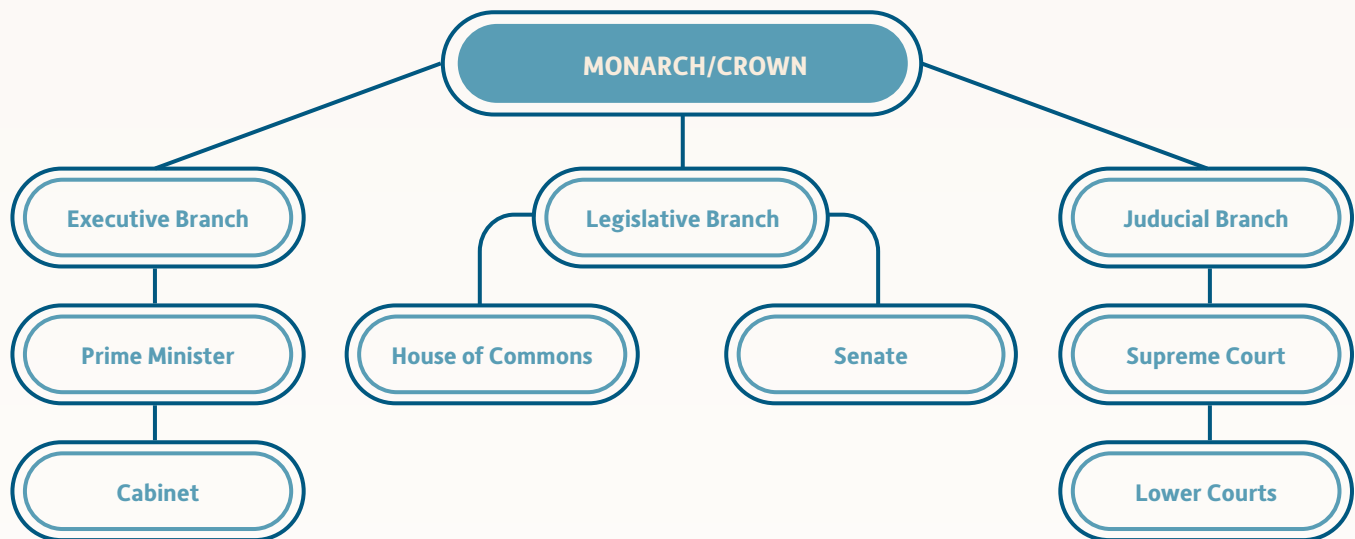 MONARCH/CROWN
Executive Branch
Legislative Branch
Juducial Branch
Prime Minister
House of Commons
Senate
Supreme Court
Cabinet
Lower Courts